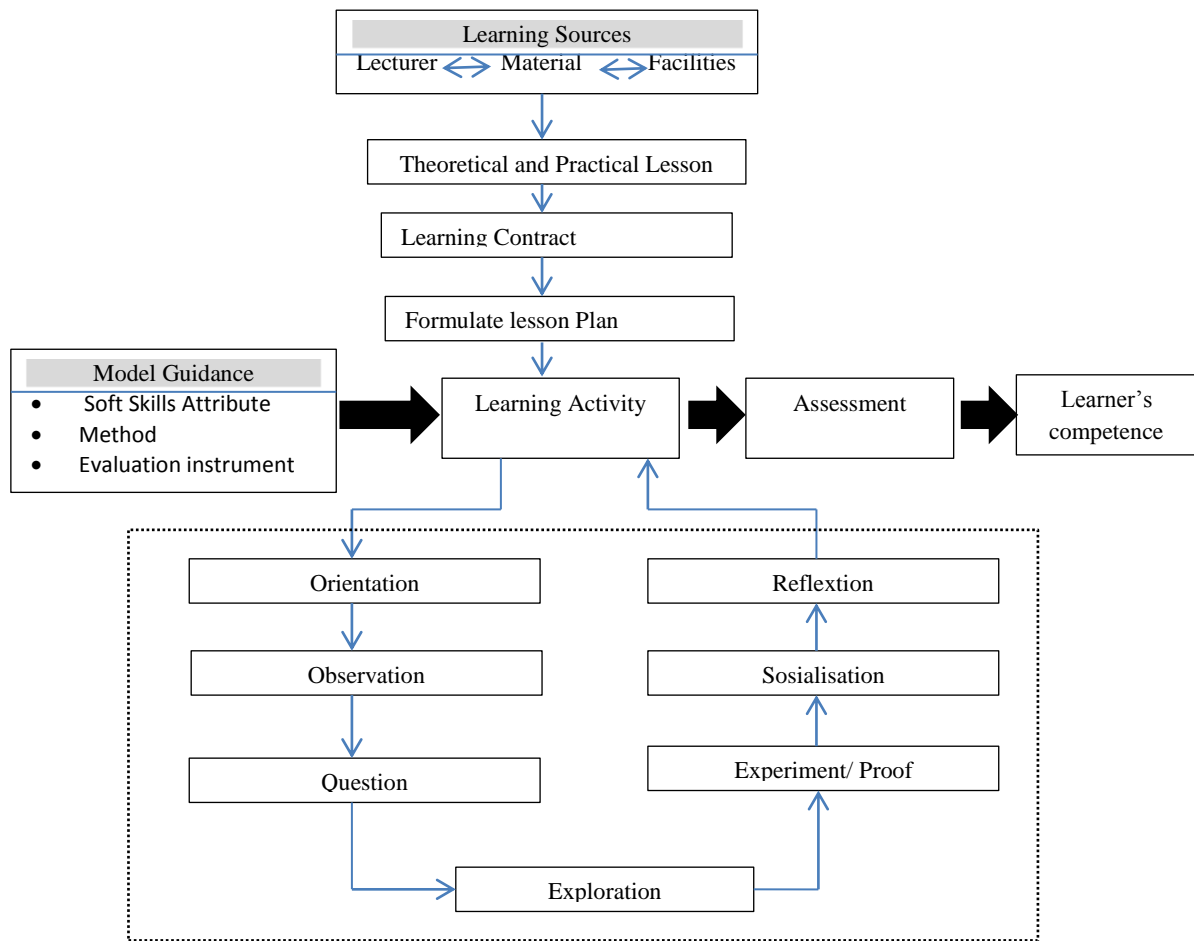 Learning Sources
Lecturer Material Facilities
Theoretical and Practical Lesson
Learning Contract
Formulate lesson Plan
Model Guidance
• Soft Skills Attribute
• Method
• Evaluation instrument
Learning Activity
Assessment
Learner's
competence
Orientation
Observation
Question
Exploration
Experiment/ Proof
Sosialisation
Reflextion